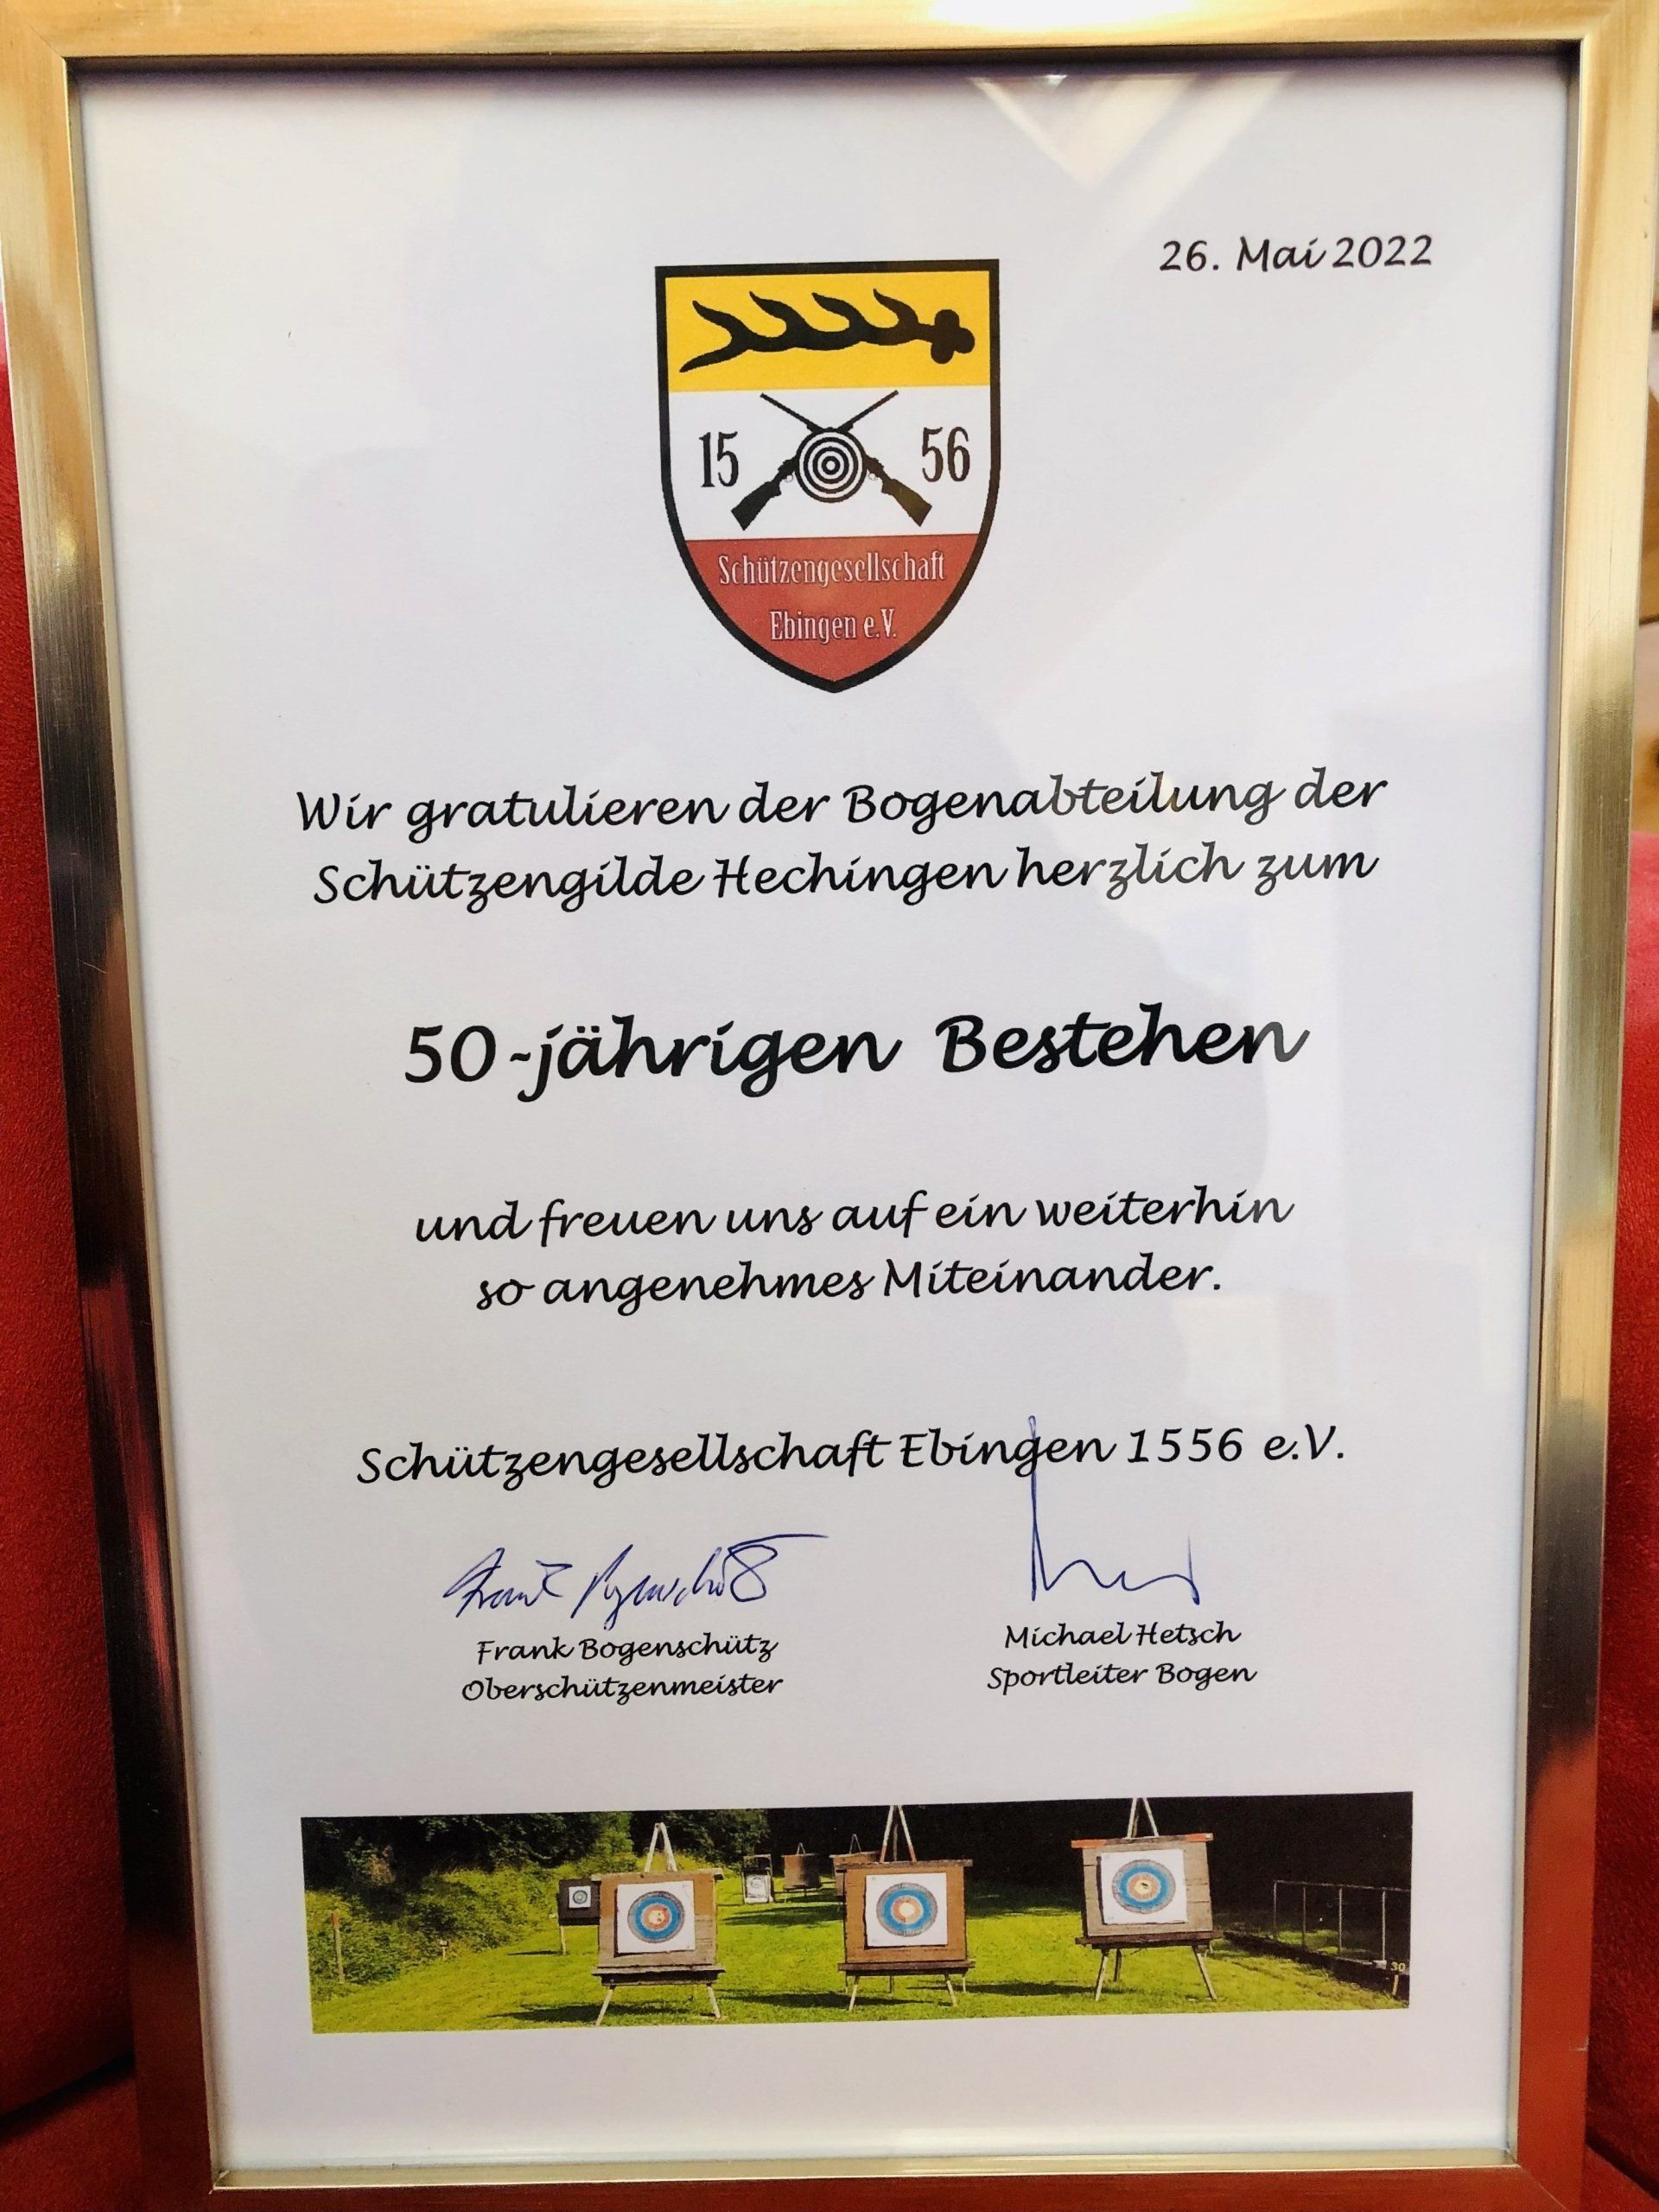 26. Mai 2022
15 56
Schützengesellschaft
Ebingen e.V.
Wir gratulieren der Bogenabteilung der
Schützengilde Hechingen herzlich zum
50-jährigen Bestehen
und freuen uns auf ein weiterhin
so angenehmes Miteinander.
Schützengesellschaft Ebingen 1556 e.V.
Frank Bogenschütz
Oberschützenmeister
Michael Hetsch
Sportleiter Bogen
30